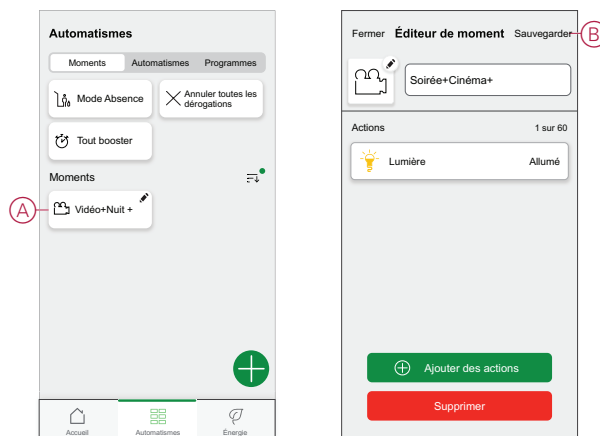 Automatismes
Moments Automatismes Programmes
Mode Absence
Annuler toutes les
dérogations
Tout booster
Moments
A
Vidéo+Nuit +
Accueil Automatismes Énergie
Fermer Éditeur de moment Sauvegarder
B
Soirée+Cinéma+
Actions 1 sur 60
Lumière Allumé
Ajouter des actions
Supprimer